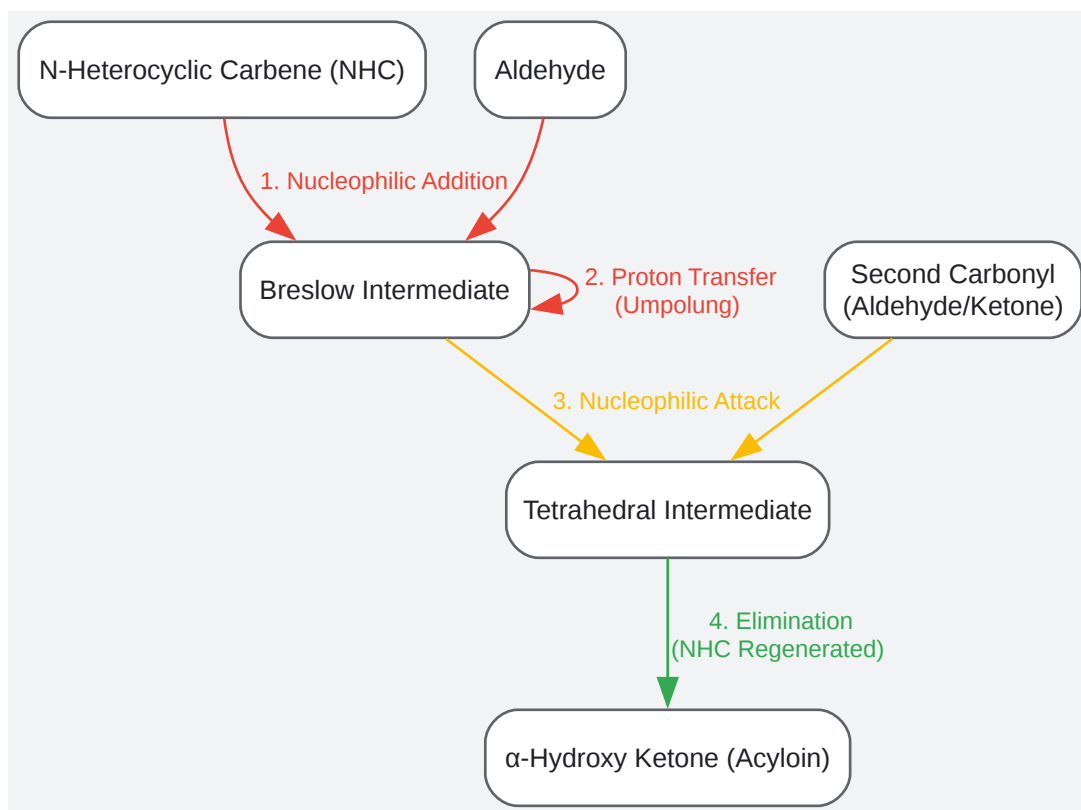 N-Heterocyclic Carbene (NHC)
Aldehyde
1. Nucleophilic Addition
Breslow Intermediate
2. Proton Transfer
(Umpolung)
Second Carbonyl
(Aldehyde/Ketone)
3. Nucleophilic Attack
Tetrahedral Intermediate
4. Elimination
(NHC Regenerated)
α-Hydroxy Ketone (Acyloin)